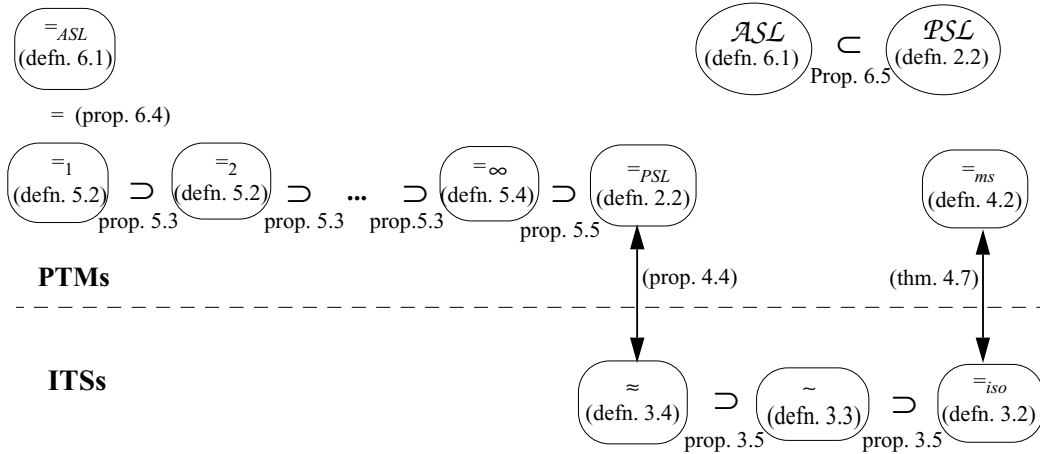 =ASL
(defn. 6.1)
ASL
(defn. 6.1)
⊂
Prop. 6.5
PSL
(defn. 2.2)
= (prop. 6.4)
=1
(defn. 5.2)
⊃
prop. 5.3
=2
(defn. 5.2)
⊃
prop. 5.3
...
⊃
prop.5.3
=∞
(defn. 5.4)
⊃
prop. 5.5
=PSL
(defn. 2.2)
=ms
(defn. 4.2)
PTMs
(prop. 4.4)
(thm. 4.7)
ITSs
≈
(defn. 3.4)
⊃
prop. 3.5
~
(defn. 3.3)
⊃
prop. 3.5
=iso
(defn. 3.2)